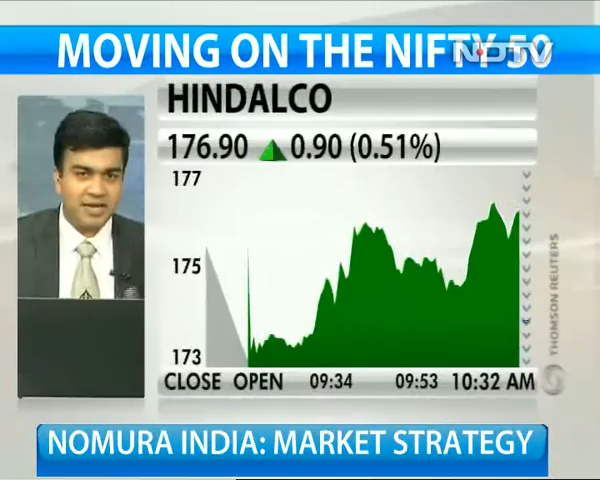 MOVING ON THE NIFTY 50
NDTV
HINDALCO
176.90 0.90 (0.51%)
177
175
173
CLOSE OPEN 09:34 09:53 10:32 AM
THOMSON REUTERS
NOMURA INDIA: MARKET STRATEGY